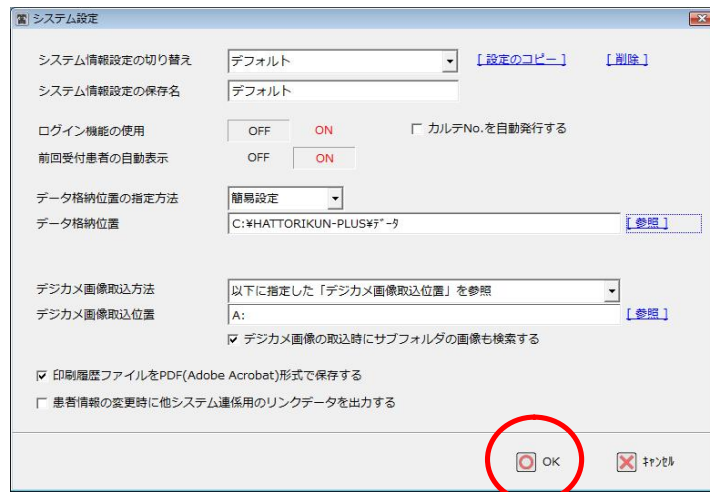 システム設定
システム情報設定の切り替え デフォルト [ 設定のコピー ] [ 削除 ]
システム情報設定の保存名 デフォルト
ログイン機能の使用 OFF ON カルテNo.を自動発行する
前回受付患者の自動表示 OFF ON
データ格納位置の指定方法 簡易設定
データ格納位置 C:¥HATTORIKUN-PLUS¥ﾃﾞｰﾀ [ 参照 ]
デジカメ画像取込方法 以下に指定した「デジカメ画像取込位置」を参照
デジカメ画像取込位置 A: [ 参照 ]
デジカメ画像の取込時にサブフォルダの画像も検索する
印刷履歴ファイルをPDF(Adobe Acrobat)形式で保存する
患者情報の変更時に他システム連係用のリンクデータを出力する
OK ｷｬﾝｾﾙ